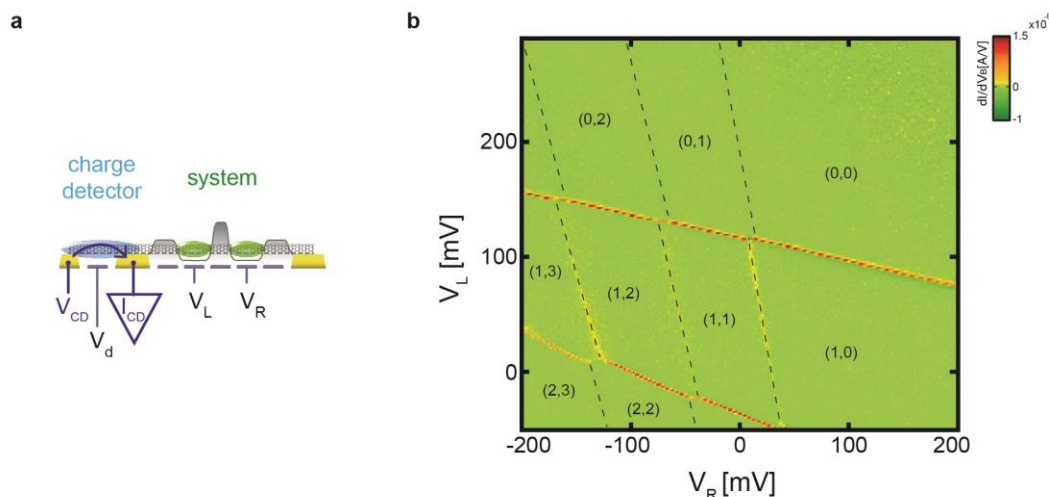 a
charge
detector
system
V_CD
V_d
I_CD
V_L
V_R
b
V_L [mV]
200
100
0
-200
-100
0
100
200
V_R [mV]
(0,2)
(0,1)
(0,0)
(1,3)
(1,2)
(1,1)
(1,0)
(2,3)
(2,2)
dI/dV_B[A/V]
1.5
0
-1